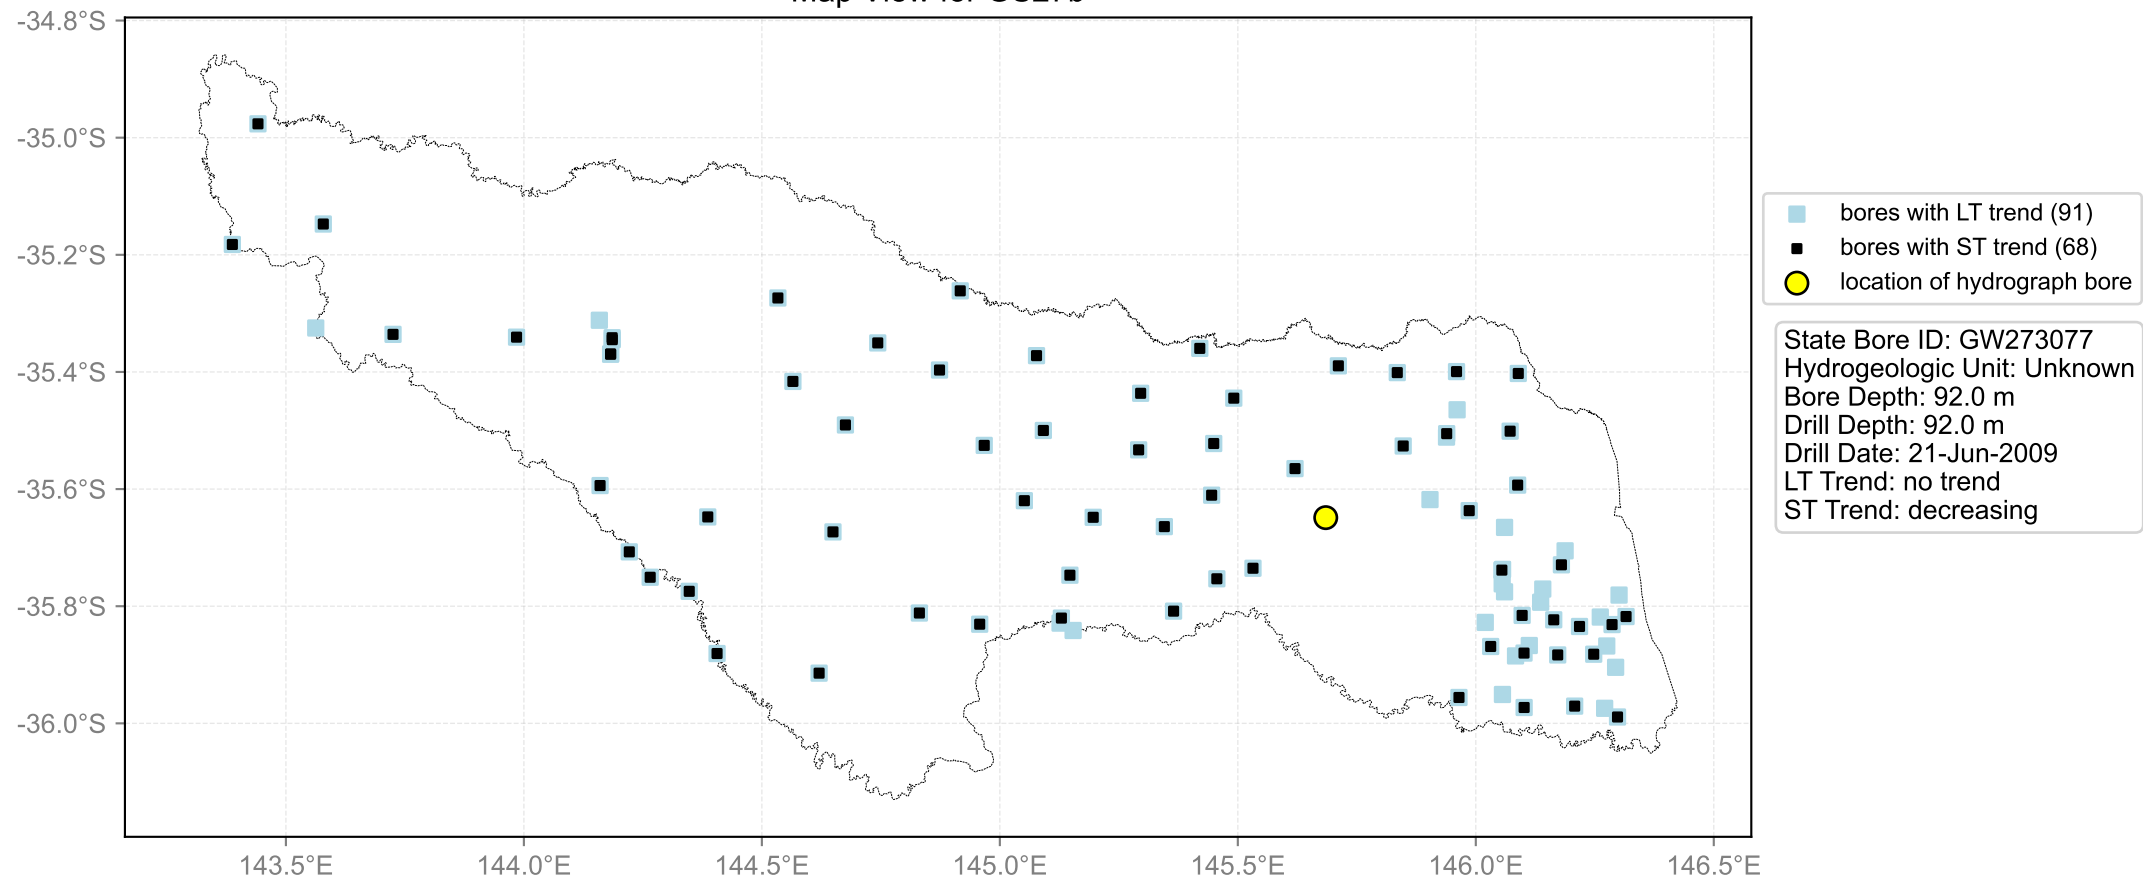 -34.8°S
-35.0°S
-35.2°S
-35.4°S
-35.6°S
-35.8°S
-36.0°S
143.5°E
144.0°E
144.5°E
145.0°E
145.5°E
146.0°E
146.5°E
bores with LT trend (91)
bores with ST trend (68)
location of hydrograph bore
State Bore ID: GW273077
Hydrogeologic Unit: Unknown
Bore Depth: 92.0 m
Drill Depth: 92.0 m
Drill Date: 21-Jun-2009
LT Trend: no trend
ST Trend: decreasing